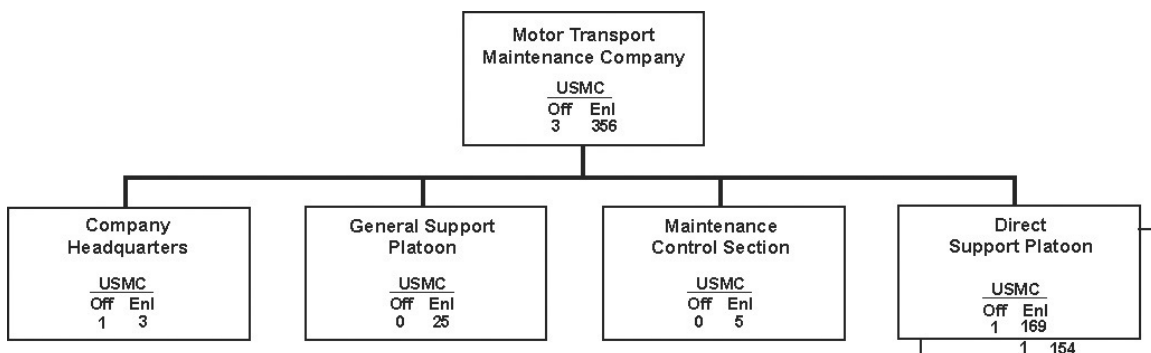 Motor Transport
Maintenance Company
USMC
Off Enl
3 356
Company
Headquarters
USMC
Off Enl
1 3
General Support
Platoon
USMC
Off Enl
0 25
Maintenance
Control Section
USMC
Off Enl
0 5
Direct
Support Platoon
USMC
Off Enl
1 169
1 154